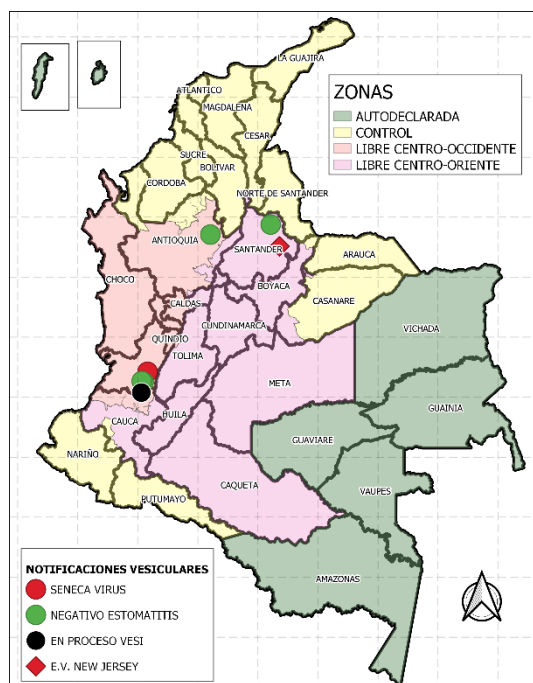 LA GUAJIRA
ATLANTICO
MAGDALENA
CESAR
SUCRE
BOLIVAR
CORDOBA
NORTE DE SANTANDER
ZONAS
AUTODECLARADA
CONTROL
LIBRE CENTRO-OCCIDENTE
LIBRE CENTRO-ORIENTE
ANTIOQUIA
SANTANDER
ARAUCA
CHOCO
BOYACA
CASANARE
CALDAS
CUNDINAMARCA
VICHADA
QUINDIO
TOLIMA
META
GUAINIA
CAUCA
HUILA
GUAVIARE
NARIÑO
CAQUETA
VAUPES
PUTUMAYO
AMAZONAS
NOTIFICACIONES VESICULARES
SENECA VIRUS
NEGATIVO ESTOMATITIS
EN PROCESO VESI
E.V. NEW JERSEY